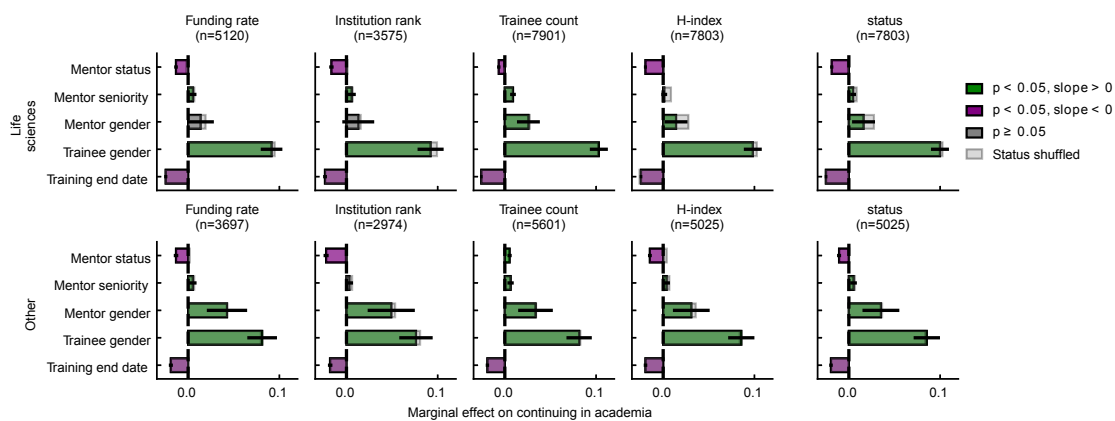 Funding rate
(n=5120)
Institution rank
(n=3575)
Trainee count
(n=7901)
H-index
(n=7803)
status
(n=7803)
Life
sciences
Mentor status
Mentor seniority
Mentor gender
Trainee gender
Training end date
p < 0.05, slope > 0
p < 0.05, slope < 0
p ≥ 0.05
Status shuffled
Funding rate
(n=3697)
Institution rank
(n=2974)
Trainee count
(n=5601)
H-index
(n=5025)
status
(n=5025)
Other
Mentor status
Mentor seniority
Mentor gender
Trainee gender
Training end date
0.0 0.1 0.0 0.1 0.0 0.1 0.0 0.1 0.0 0.1
Marginal effect on continuing in academia